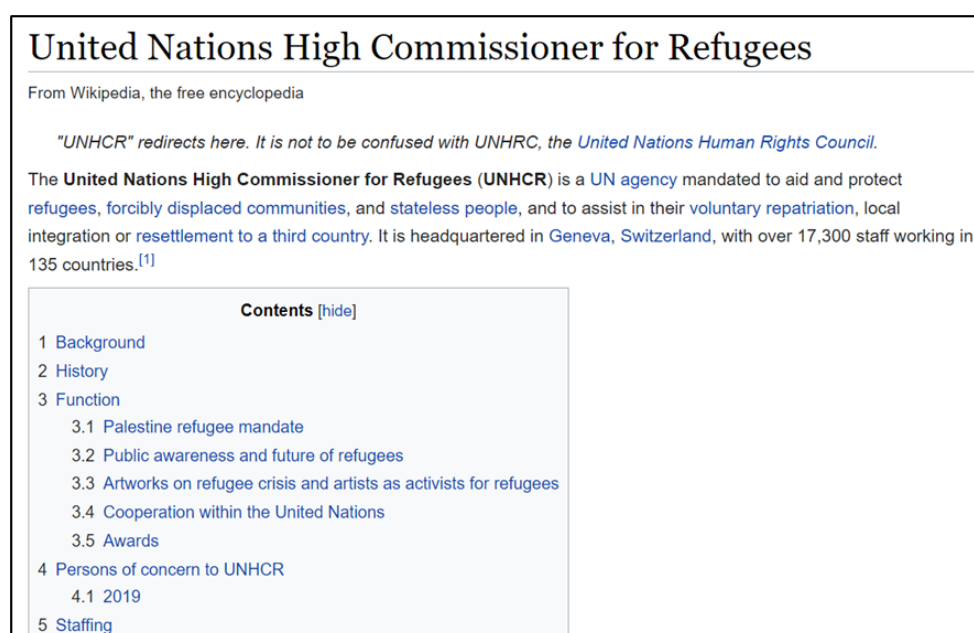 United Nations High Commissioner for Refugees
From Wikipedia, the free encyclopedia
"UNHCR" redirects here. It is not to be confused with UNHRC, the United Nations Human Rights Council.
The United Nations High Commissioner for Refugees (UNHCR) is a UN agency mandated to aid and protect
refugees, forcibly displaced communities, and stateless people, and to assist in their voluntary repatriation, local
integration or resettlement to a third country. It is headquartered in Geneva, Switzerland, with over 17,300 staff working in
135 countries.[1]
Contents [hide]
1 Background
2 History
3 Function
3.1 Palestine refugee mandate
3.2 Public awareness and future of refugees
3.3 Artworks on refugee crisis and artists as activists for refugees
3.4 Cooperation within the United Nations
3.5 Awards
4 Persons of concern to UNHCR
4.1 2019
5 Staffing